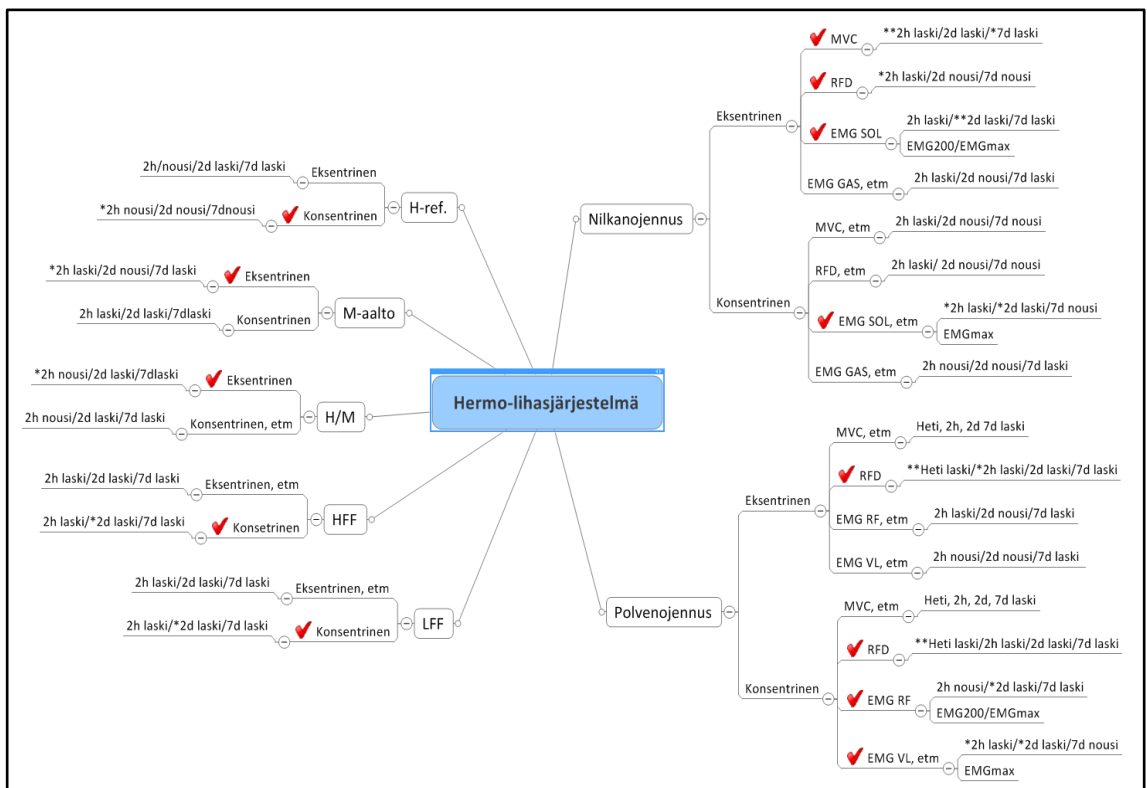 Hermo-lihasjärjestelmä
H-ref.
Eksentrinen
2h/nousi/2d laski/7d laski
Konsentrinen
*2h nousi/2d nousi/7dnousi
M-aalto
Eksentrinen
*2h laski/2d nousi/7d laski
Konsentrinen
2h laski/2d laski/7dlaski
H/M
Eksentrinen
*2h nousi/2d laski/7dlaski
Konsentrinen, etm
2h nousi/2d nousi/7d laski
HFF
Eksentrinen, etm
2h laski/2d laski/7d laski
Konsetrinen
2h laski/*2d laski/7d laski
LFF
Eksentrinen, etm
2h laski/2d laski/7d laski
Konsentrinen
2h laski/*2d laski/7d laski
Nilkanojennus
Eksentrinen
MVC
**2h laski/2d laski/*7d laski
RFD
*2h laski/2d nousi/7d nousi
EMG SOL
2h laski/**2d laski/7d laski
EMG200/EMGmax
EMG GAS, etm
2h laski/2d nousi/7d laski
Konsentrinen
MVC, etm
2h laski/2d nousi/7d nousi
RFD, etm
2h laski/ 2d nousi/7d nousi
EMG SOL, etm
*2h laski/*2d laski/7d nousi
EMGmax
EMG GAS, etm
2h nousi/2d nousi/7d laski
Polvenojennus
Eksentrinen
MVC, etm
Heti, 2h, 2d 7d laski
RFD
**Heti laski/*2h laski/2d laski/7d laski
EMG RF, etm
2h laski/2d nousi/7d laski
EMG VL, etm
2h nousi/2d nousi/7d laski
Konsentrinen
MVC, etm
Heti, 2h, 2d, 7d laski
RFD
**Heti laski/2h laski/2d laski/7d laski
EMG RF
2h nousi/*2d laski/7d laski
EMG200/EMGmax
EMG VL, etm
*2h laski/*2d laski/7d nousi
EMGmax